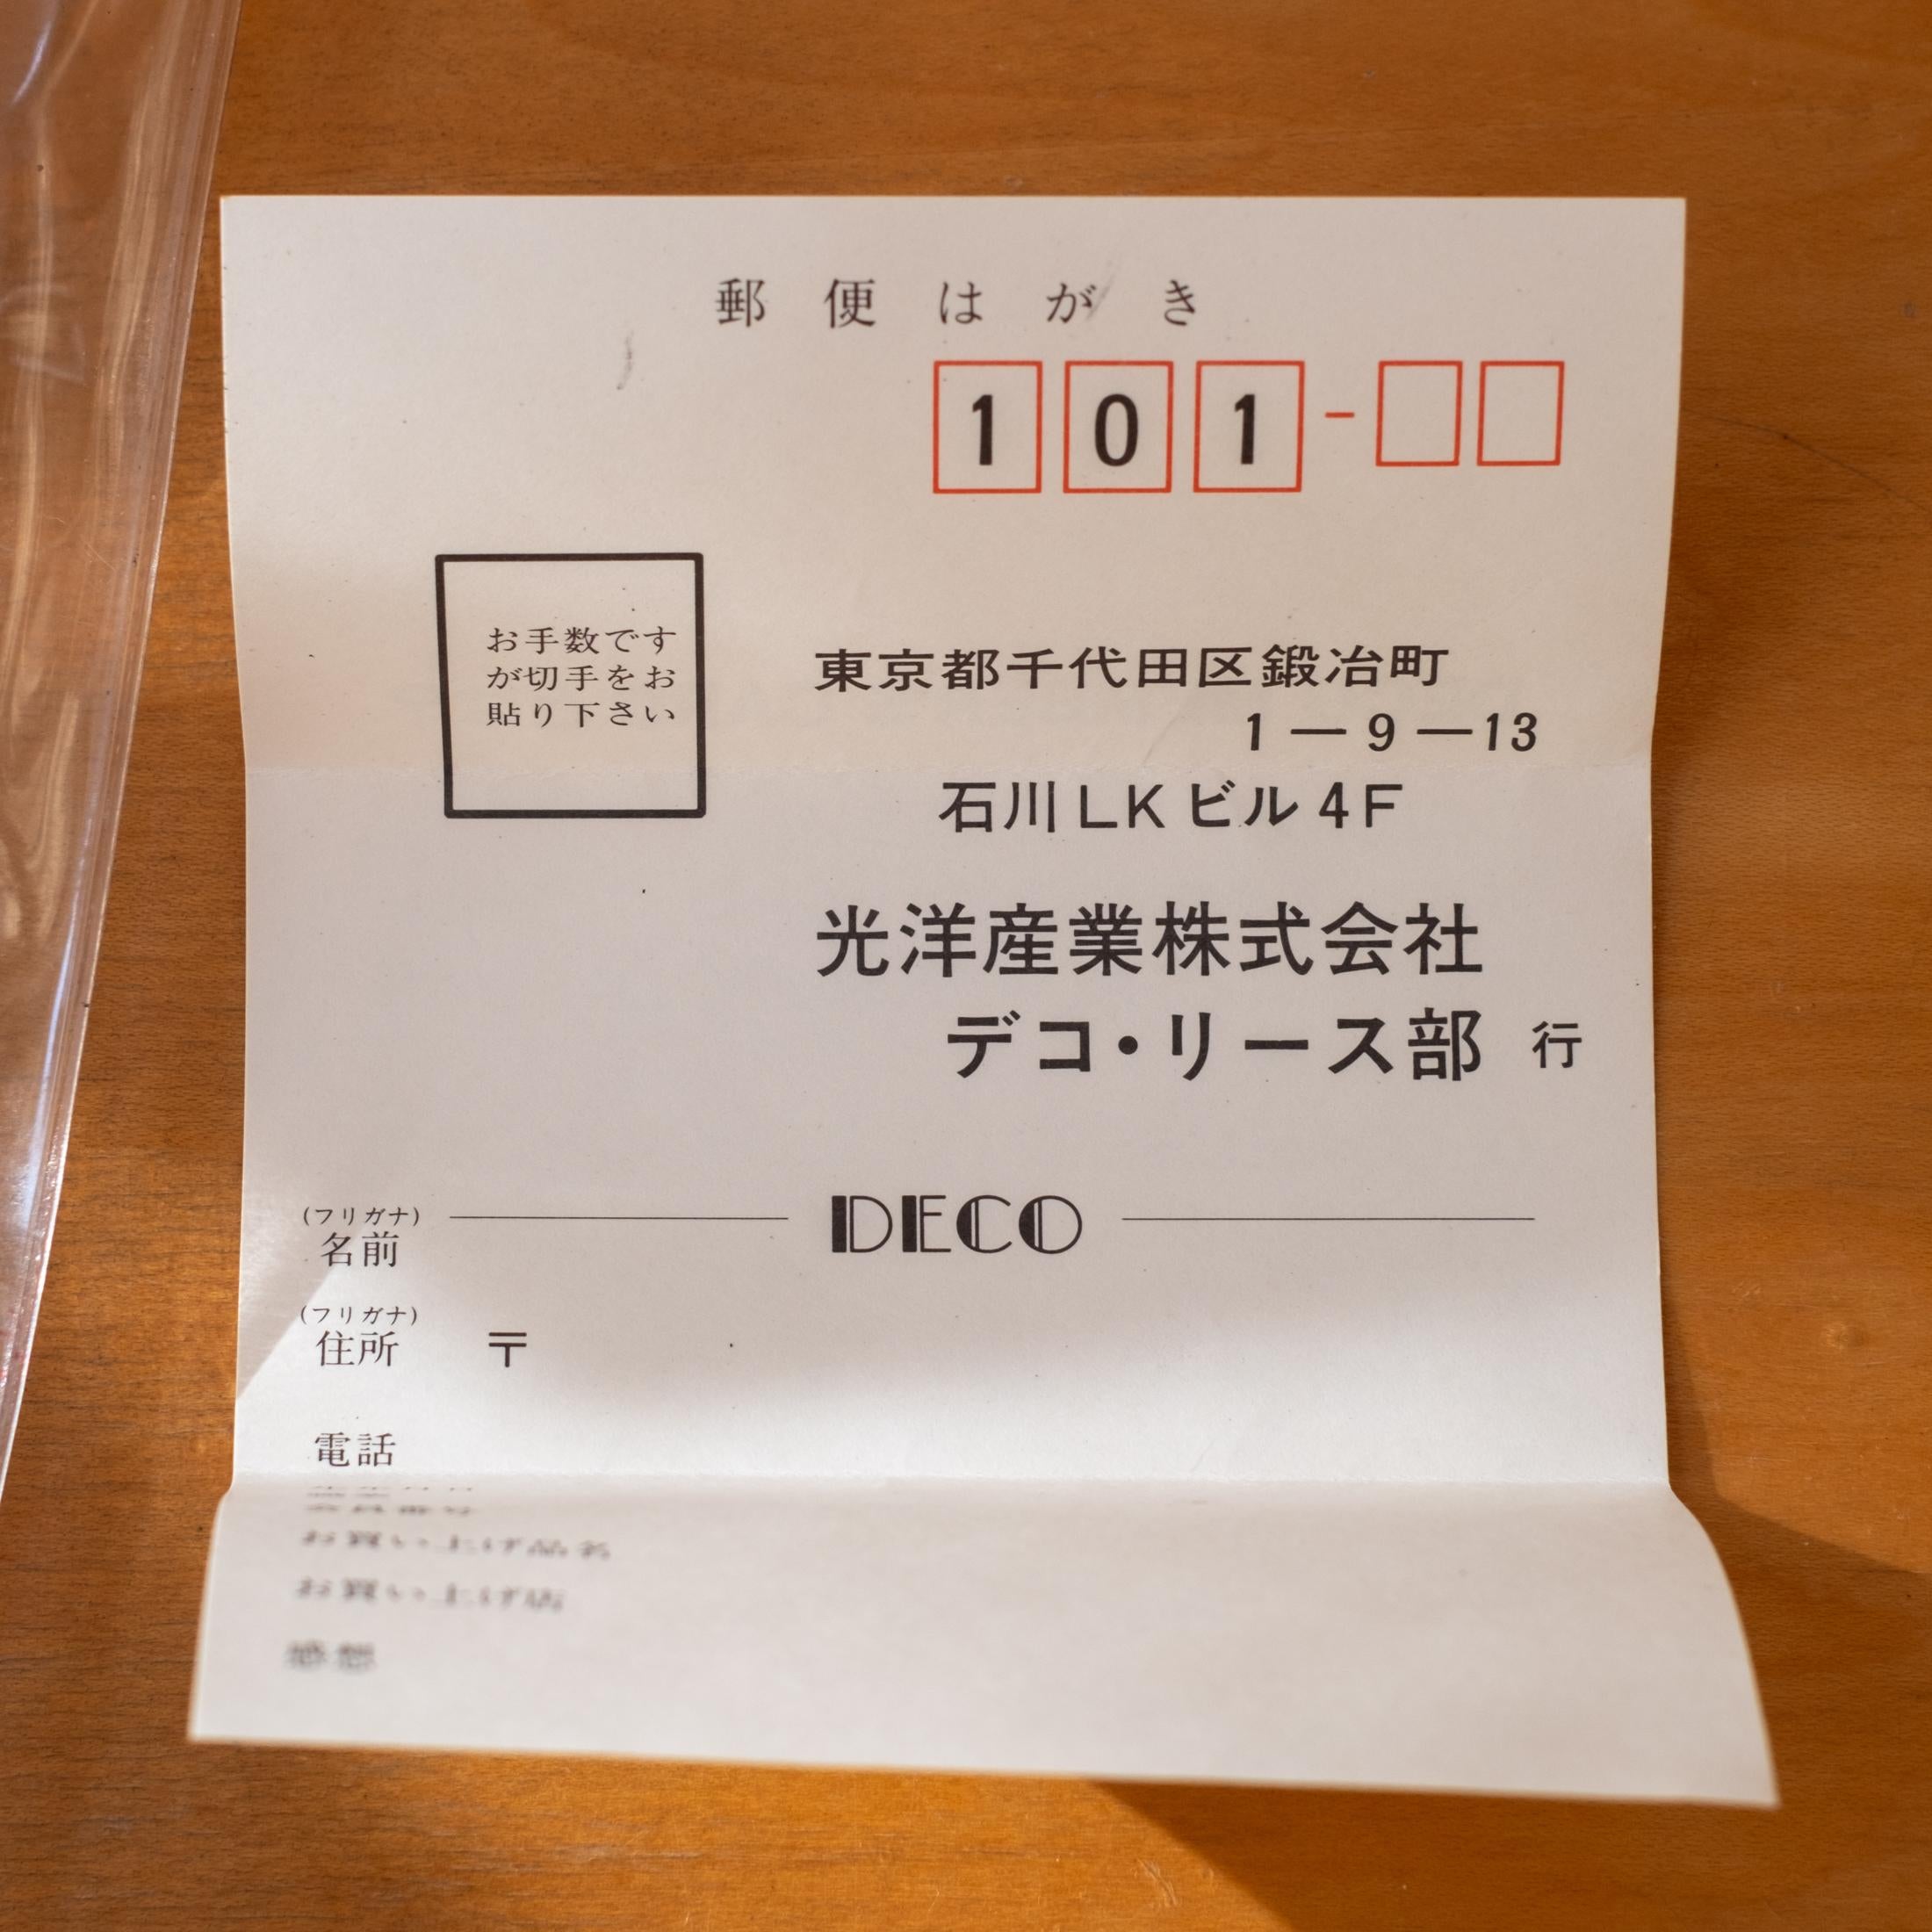 郵便はがき
101-
お手数です
が切手をお
貼り下さい
東京都千代田区鍛冶町
1―9―13
石川LKビル4F
光洋産業株式会社
デコ・リース部 行
DECO
(フリガナ)
名前
(フリガナ)
住所 〒
電話
お買い上げ品名
お買い上げ店
感想